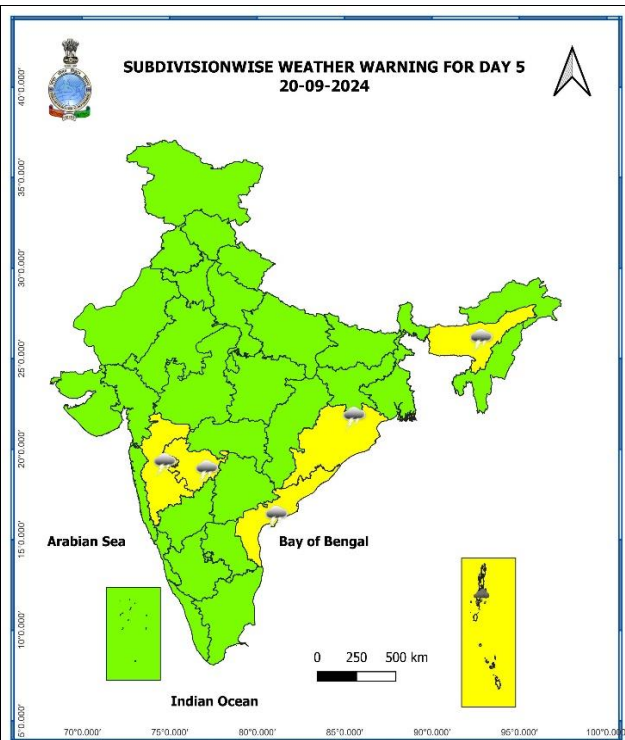 SUBDIVISIONWISE WEATHER WARNING FOR DAY 5
20-09-2024
40°0.000'
35°0.000'
30°0.000'
25°0.000'
20°0.000'
15°0.000'
10°0.000'
6°0.000'
Arabian Sea
Bay of Bengal
0 250 500 km
Indian Ocean
70°0.000' 75°0.000' 80°0.000' 85°0.000' 90°0.000' 95°0.000' 100°0.000'